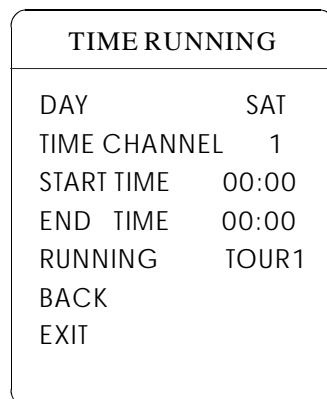 TIME RUNNING
DAY SAT
TIME CHANNEL 1
START TIME 00:00
END TIME 00:00
RUNNING TOUR1
BACK
EXIT